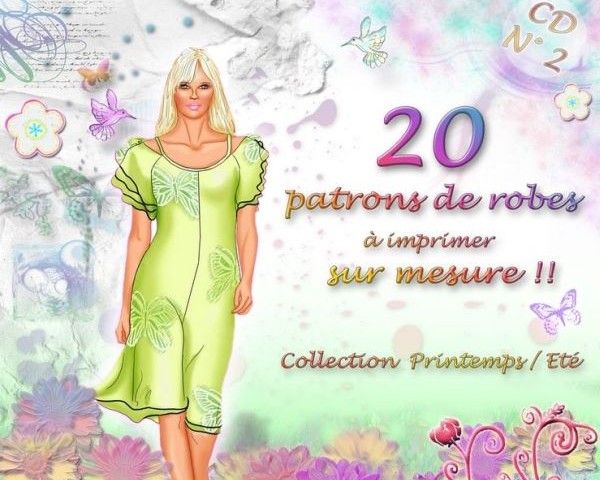 CD
N° 2
20
patrons de robes
à imprimer
sur mesure !!
Collection Printemps / Eté